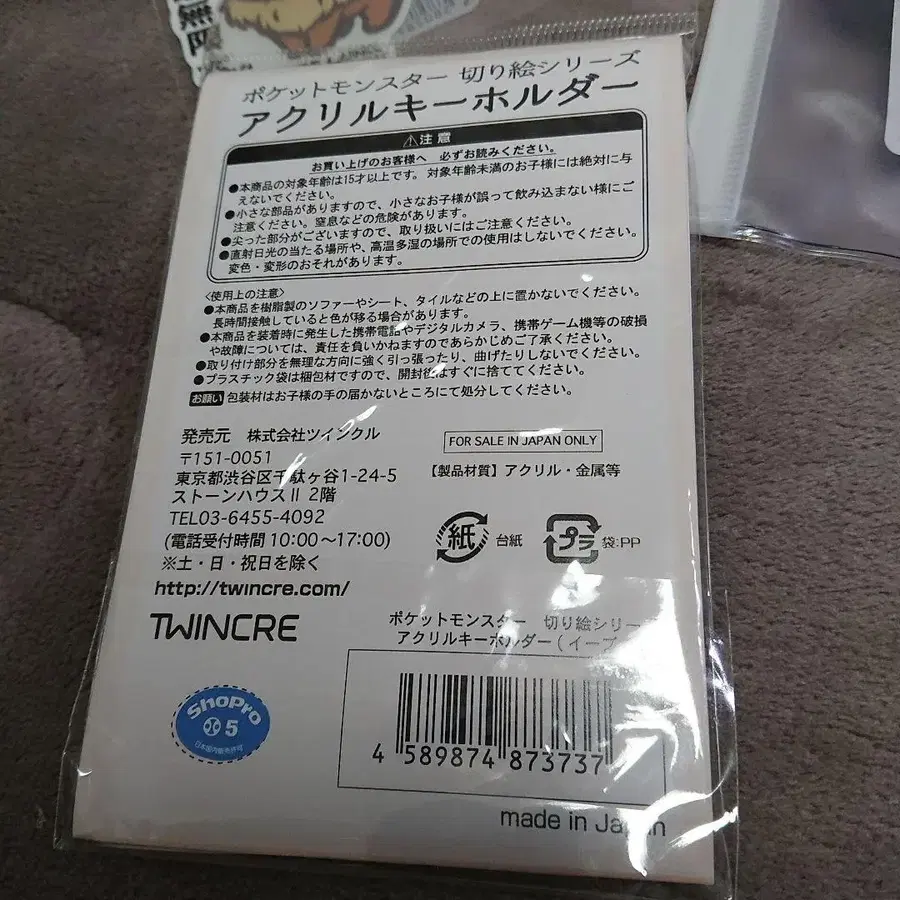 ポケットモンスター 切り絵シリーズ
アクリルキーホルダー
⚠注意
お買い上げのお客様へ 必ずお読みください。
●本商品の対象年齢は15才以上です。対象年齢未満のお子様には絶対に与
えないでください。
●小さな部品がありますので、小さなお子様が誤って飲み込まない様にご
注意ください。窒息などの危険があります。
●尖った部分がございますので、取り扱いにはご注意ください。
●直射日光の当たる場所や、高温多湿の場所での使用はしないでください。
変色・変形のおそれがあります。
<使用上の注意>
●本商品を樹脂製のソファーやシート、タイルなどの上に置かないでください。
長時間接触していると色が移る場合があります。
●本商品を装着時に発生した携帯電話やデジタルカメラ、携帯ゲーム機等の破損
や故障については、責任を負いかねますのであらかじめご了承ください。
●取り付け部分を無理な方向に強く引っ張ったり、曲げたりしないでください。
●プラスチック袋は梱包材ですので、開封後はすぐに捨ててください。
お願い 包装材はお子様の手の届かないところにて処分してください。
発売元 株式会社ツインクル
〒151-0051
東京都渋谷区千駄ヶ谷1-24-5
ストーンハウスⅡ 2階
TEL03-6455-4092
(電話受付時間 10:00〜17:00)
※土・日・祝日を除く
http://twincre.com/
TWINCRE
FOR SALE IN JAPAN ONLY
【製品材質】アクリル・金属等
紙 台紙
プラ 袋:PP
ポケットモンスター 切り絵シリーズ
アクリルキーホルダー(イーブ
4 589874 873737
ShoPro
5
日本国内販売許可
made in Japan